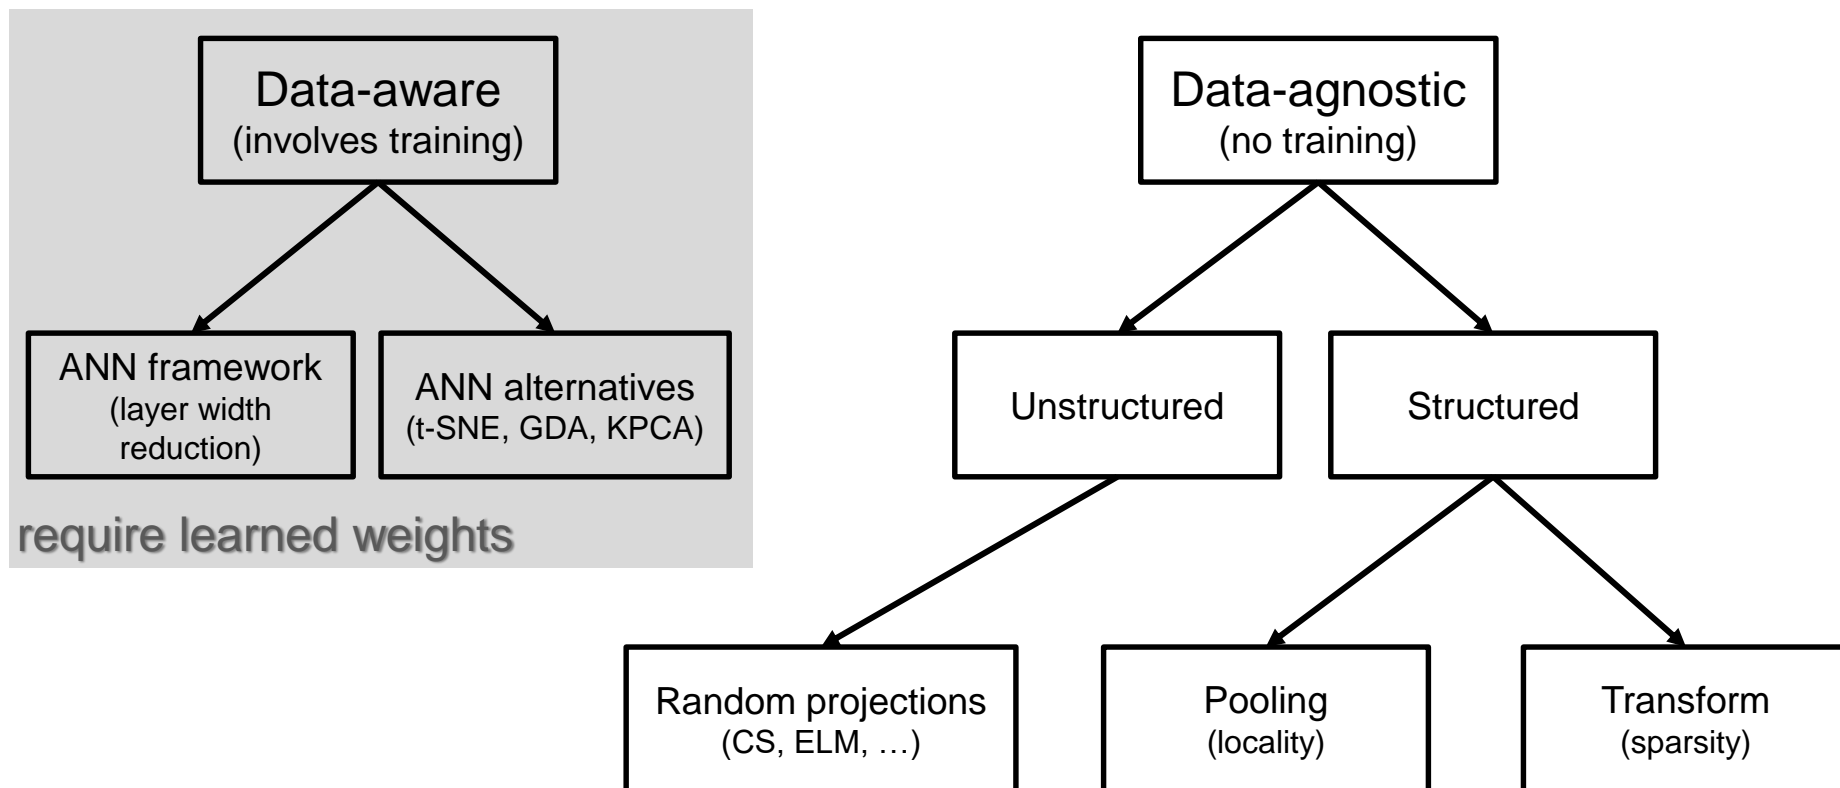 Data-aware
(involves training)
Data-agnostic
(no training)
ANN framework
(layer width
reduction)
ANN alternatives
(t-SNE, GDA, KPCA)
Unstructured
Structured
require learned weights
Random projections
(CS, ELM, …)
Pooling
(locality)
Transform
(sparsity)